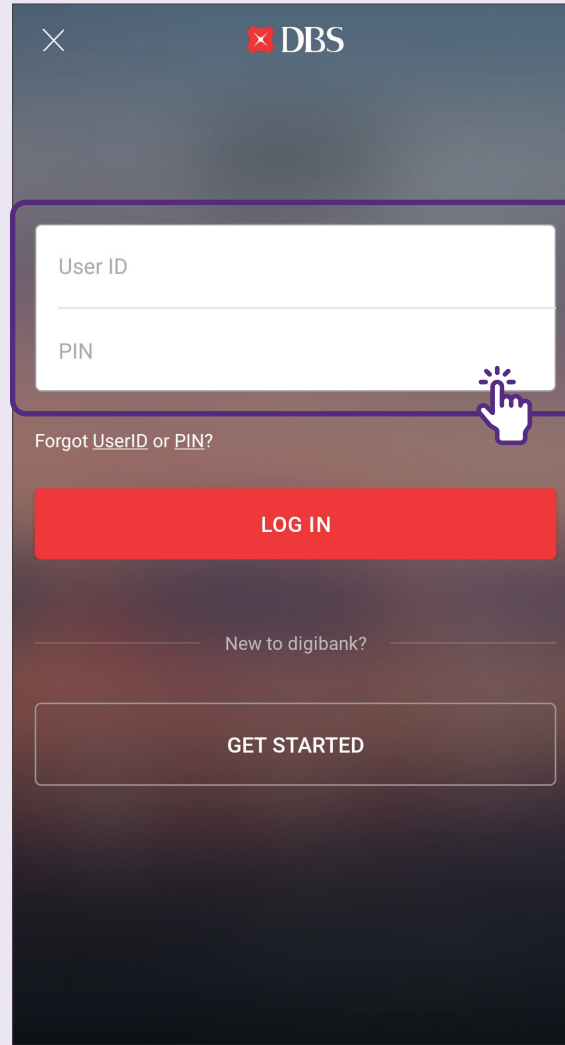 DBS
User ID
PIN
Forgot UserID or PIN?
LOG IN
New to digibank?
GET STARTED